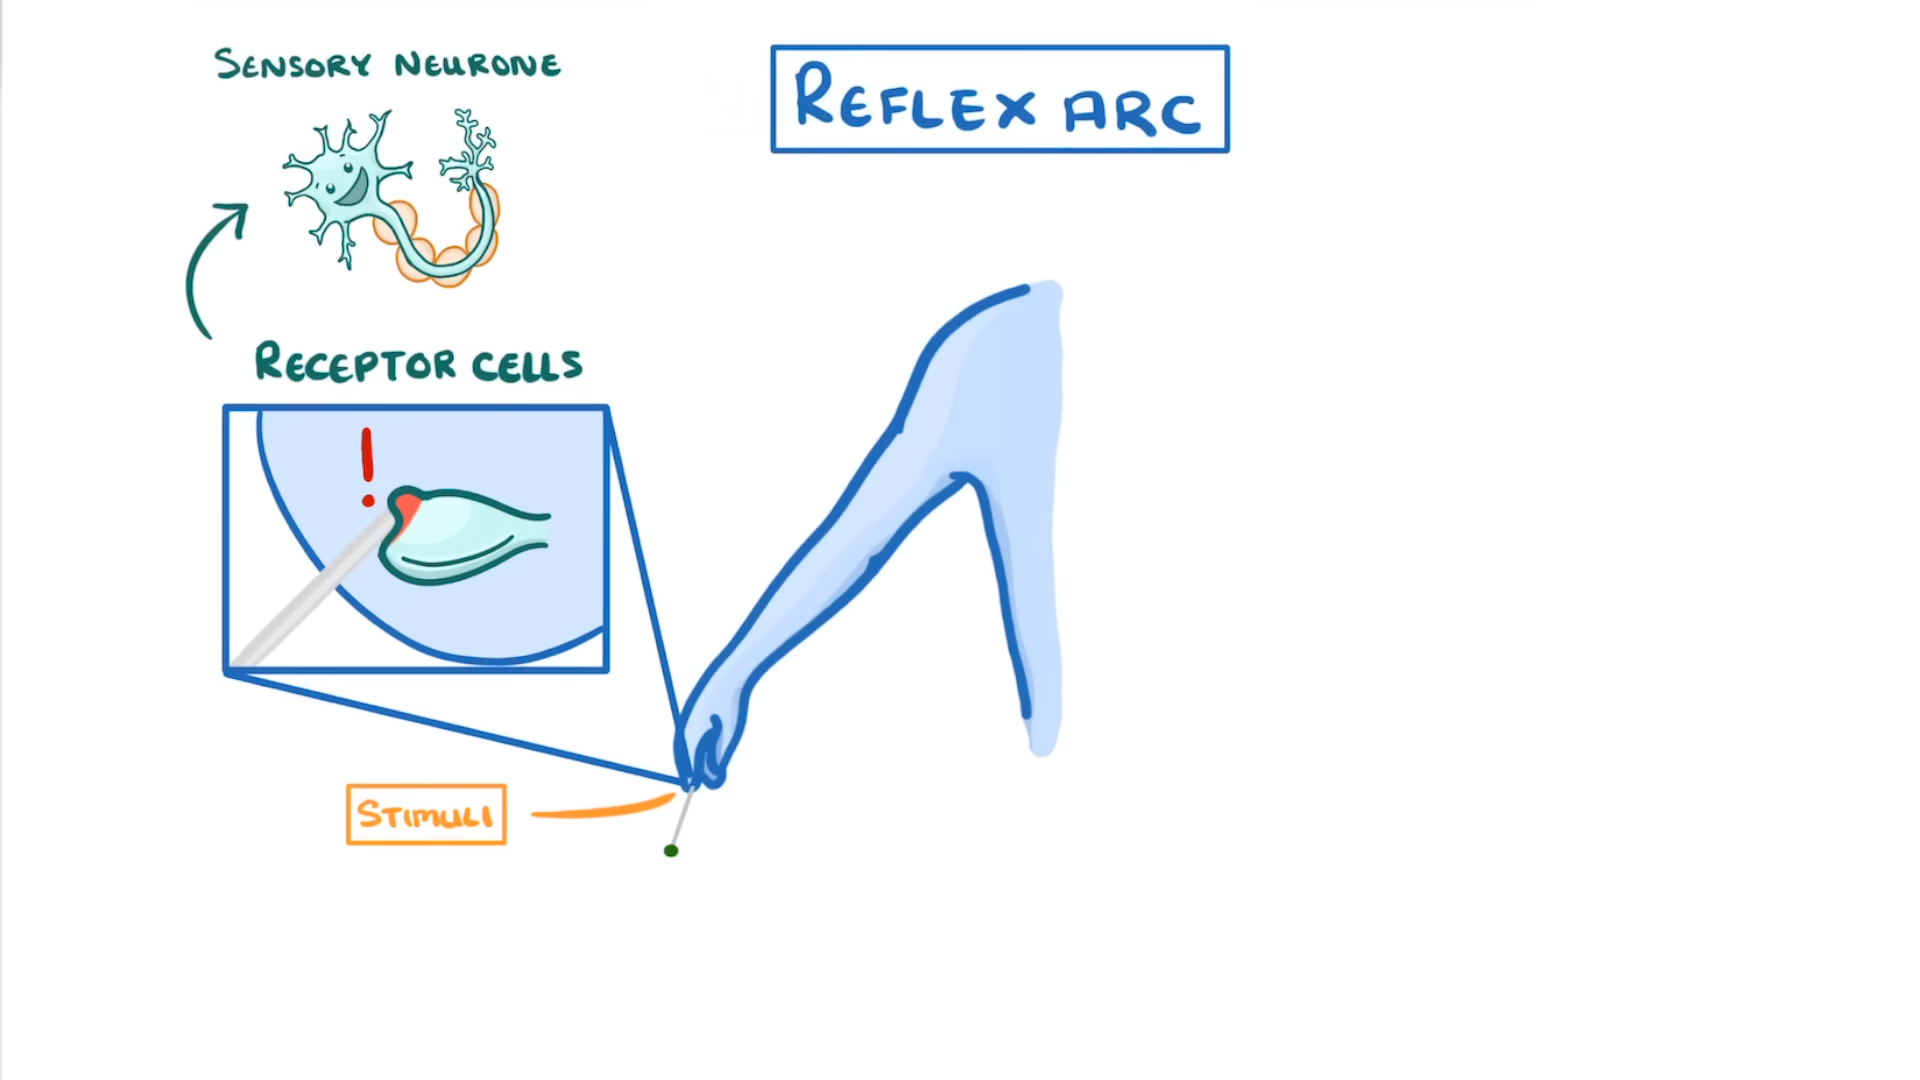 SENSORY NEURONE
REFLEX ARC
RECEPTOR CELLS
!
STIMULI